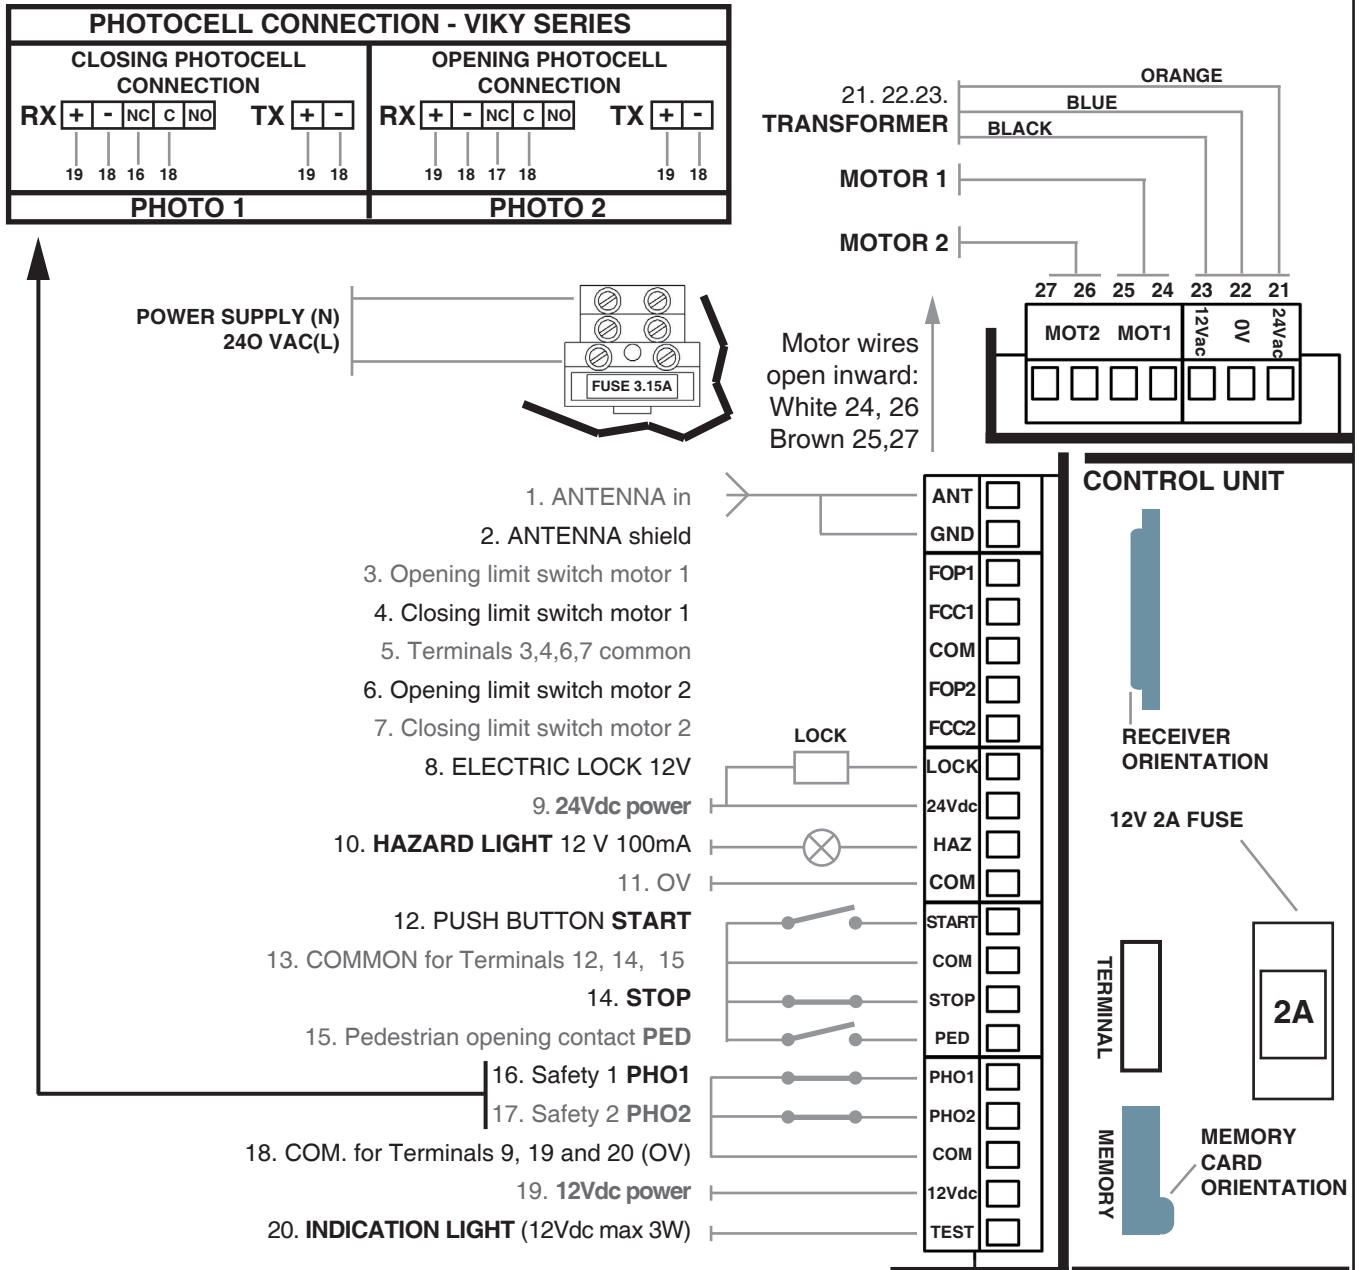 PHOTOCELL CONNECTION - VIKY SERIES
CLOSING PHOTOCELL
CONNECTION
RX + - NC C NO TX + -
19 18 16 18 19 18
PHOTO 1
OPENING PHOTOCELL
CONNECTION
RX + - NC C NO TX + -
19 18 17 18 19 18
PHOTO 2
21. 22.23.
TRANSFORMER
ORANGE
BLUE
BLACK
MOTOR 1
MOTOR 2
27 26 25 24 23 22 21
MOT2 MOT1 12Vac 0V 24Vac
POWER SUPPLY (N)
24O VAC(L)
FUSE 3.15A
Motor wires
open inward:
White 24, 26
Brown 25,27
CONTROL UNIT
1. ANTENNA in
ANT
2. ANTENNA shield
GND
3. Opening limit switch motor 1
FOP1
4. Closing limit switch motor 1
FCC1
5. Terminals 3,4,6,7 common
COM
6. Opening limit switch motor 2
FOP2
7. Closing limit switch motor 2
FCC2
LOCK
8. ELECTRIC LOCK 12V
LOCK
9. 24Vdc power
24Vdc
10. HAZARD LIGHT 12 V 100mA
HAZ
11. OV
COM
12. PUSH BUTTON START
START
13. COMMON for Terminals 12, 14, 15
COM
14. STOP
STOP
15. Pedestrian opening contact PED
PED
16. Safety 1 PHO1
PHO1
17. Safety 2 PHO2
PHO2
18. COM. for Terminals 9, 19 and 20 (OV)
COM
19. 12Vdc power
12Vdc
20. INDICATION LIGHT (12Vdc max 3W)
TEST
RECEIVER
ORIENTATION
12V 2A FUSE
2A
TERMINAL
MEMORY
MEMORY
CARD
ORIENTATION